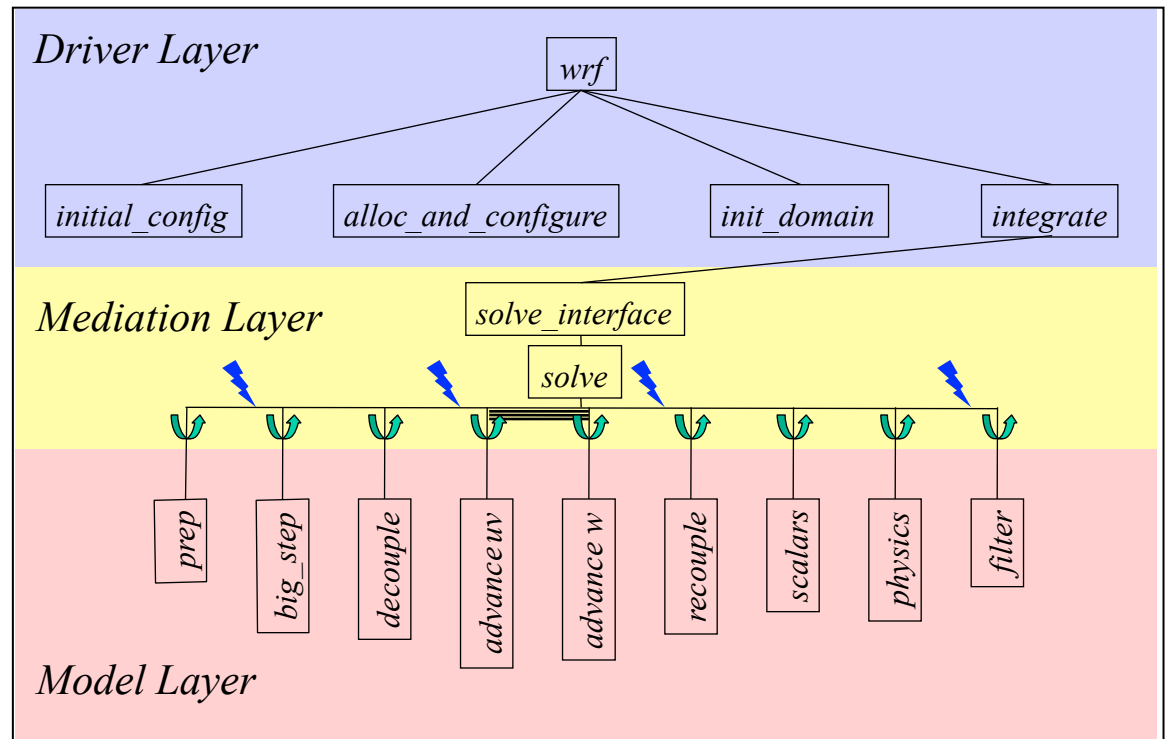 Driver Layer
wrf
initial_config
alloc_and_configure
init_domain
integrate
Mediation Layer
solve_interface
solve
prep
big_step
decouple
advance uv
advance w
recouple
scalars
physics
filter
Model Layer